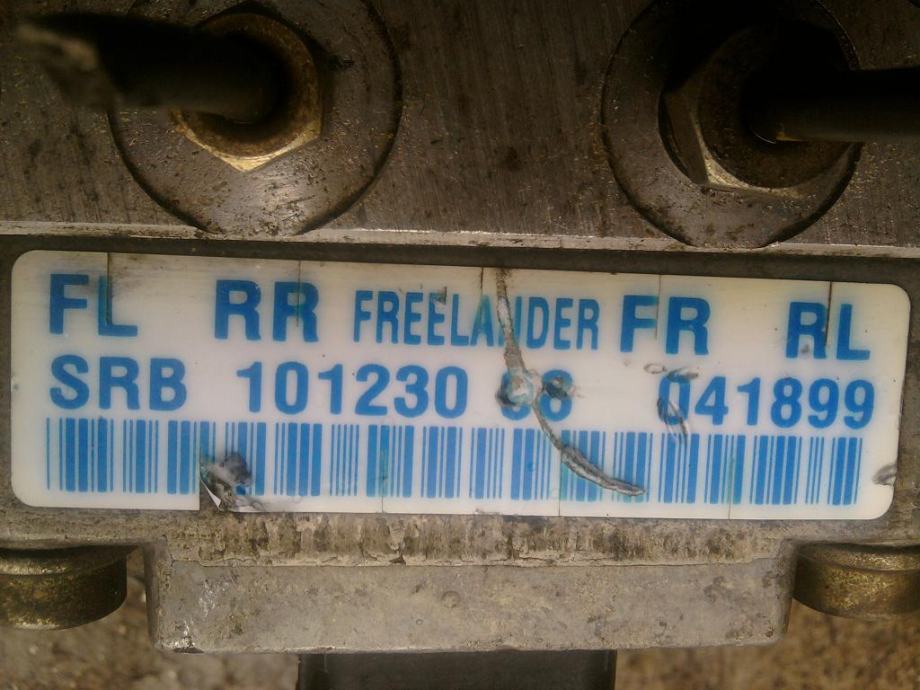 FL RR FREELANDER FR RL
SRB 101230 041899